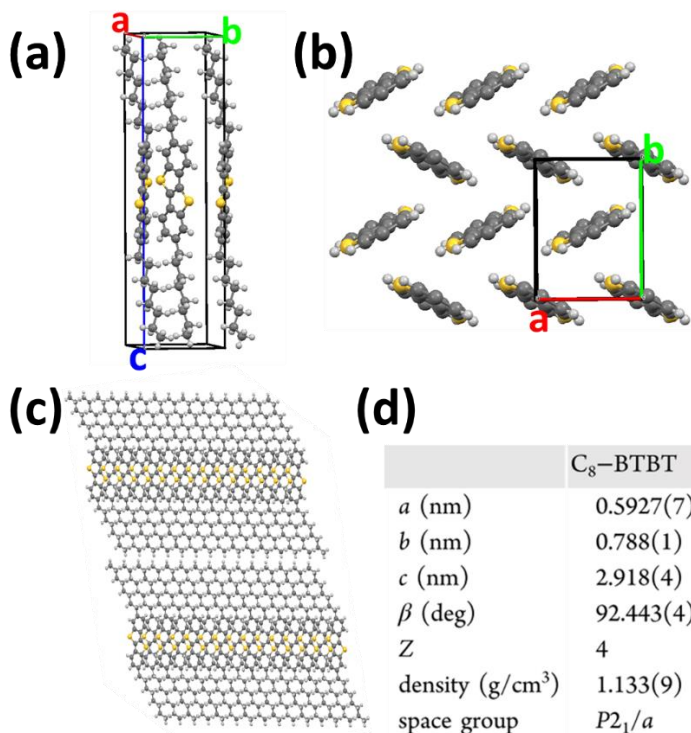 (a)
a
b
c
(b)
b
a
(c)
(d)
C₈−BTBT
a (nm) 0.5927(7)
b (nm) 0.788(1)
c (nm) 2.918(4)
β (deg) 92.443(4)
Z 4
density (g/cm³) 1.133(9)
space group P2₁/a